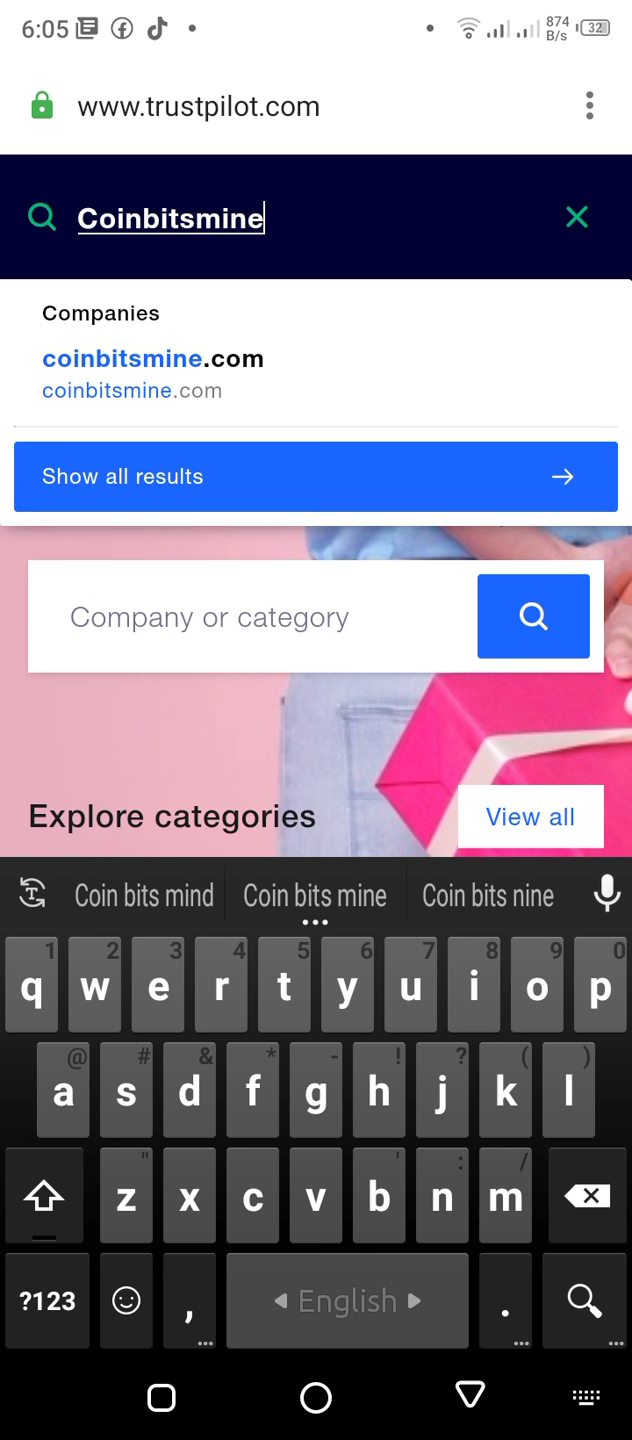 6:05 874 B/s 32
www.trustpilot.com
Coinbitsmine
Companies
coinbitsmine.com
coinbitsmine.com
Show all results
Company or category
Explore categories View all
Coin bits mind Coin bits mine Coin bits nine
1 2 3 4 5 6 7 8 9 0
q w e r t y u i o p
@ # & * - ! ? ( )
a s d f g h j k l
" ' : /
z x c v b n m
?123 , English .